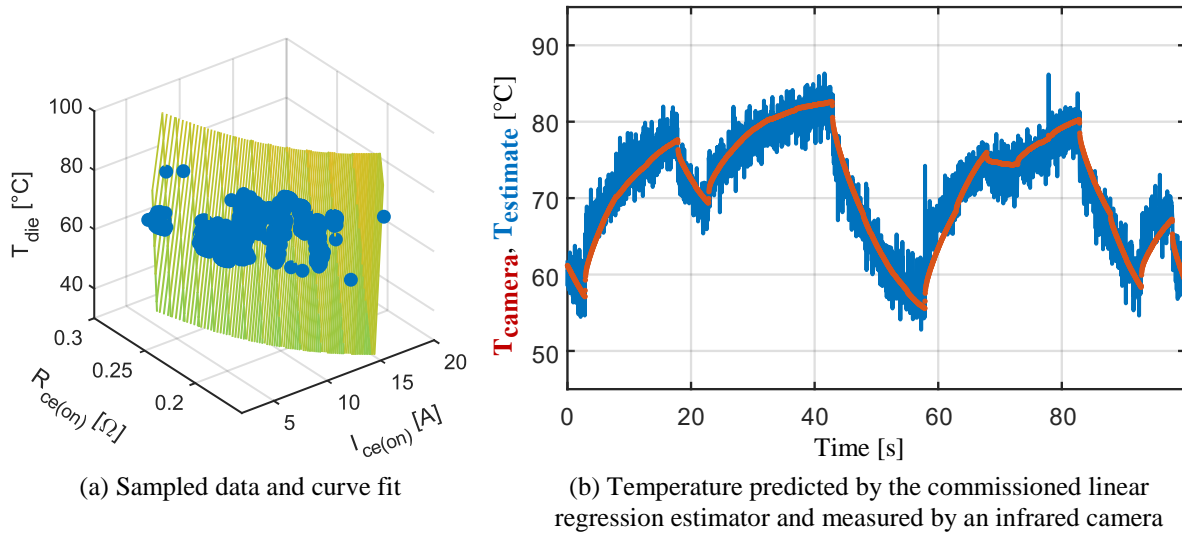 100
80
60
40
T_die [°C]
0.3
0.25
0.2
R_ce(on) [Ω]
5
10
15
20
I_ce(on) [A]
(a) Sampled data and curve fit
90
80
70
60
50
Tcamera, Testimate [°C]
0
20
40
60
80
Time [s]
(b) Temperature predicted by the commissioned linear
regression estimator and measured by an infrared camera